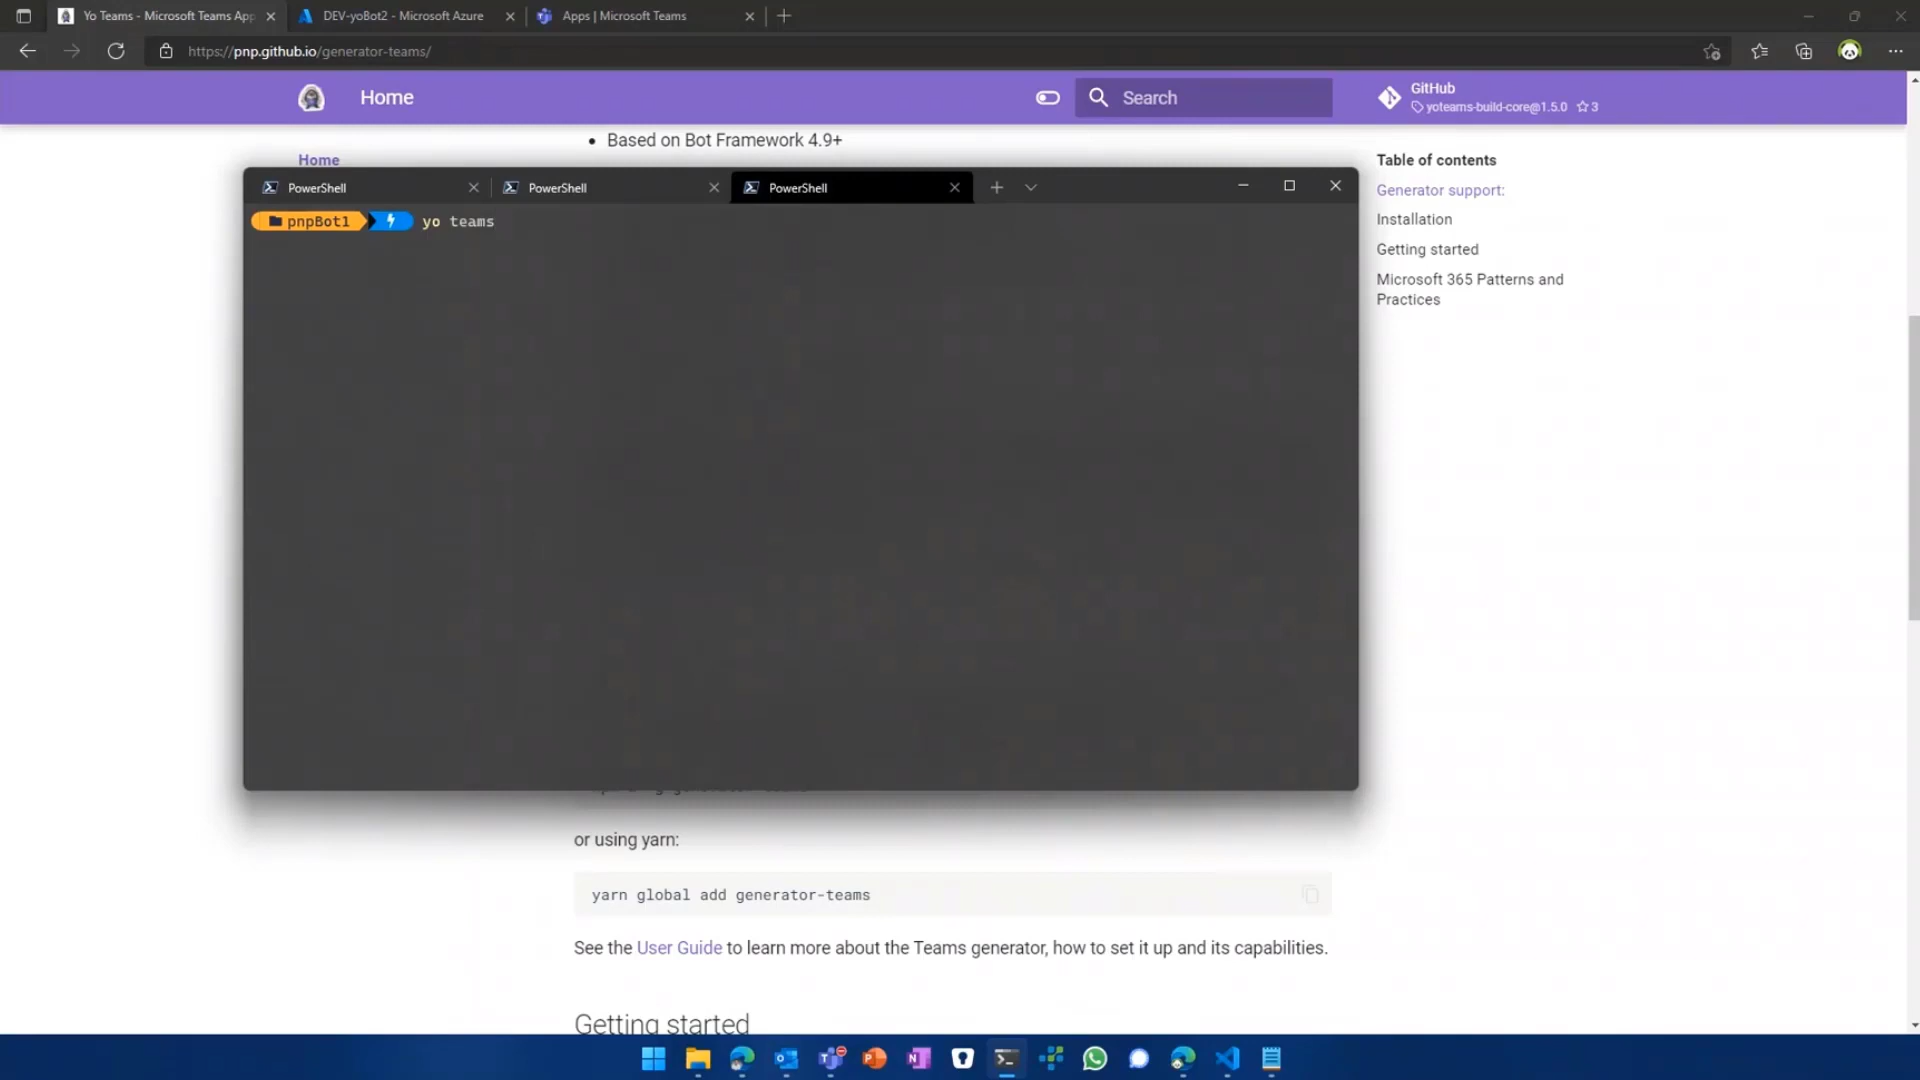 Yo Teams - Microsoft Teams App
DEV-yoBot2 - Microsoft Azure
Apps | Microsoft Teams
https://pnp.github.io/generator-teams/
Home
Search
GitHub
yoteams-build-core@1.5.0 3
Based on Bot Framework 4.9+
Home
Table of contents
Generator support:
Installation
Getting started
Microsoft 365 Patterns and
Practices
PowerShell
PowerShell
PowerShell
pnpBot1 yo teams
or using yarn:
yarn global add generator-teams
See the User Guide to learn more about the Teams generator, how to set it up and its capabilities.
Getting started